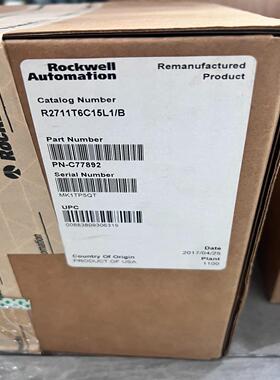 Rockwell
Automation
Remanufactured
Product
Catalog Number
R2711T6C15L1/B
Part Number
PN-C77892
Serial Number
MK1TP5QT
UPC
00883809306319
Date
2017/04/25
Country Of Origin
PRODUCT OF USA
Plant
1100